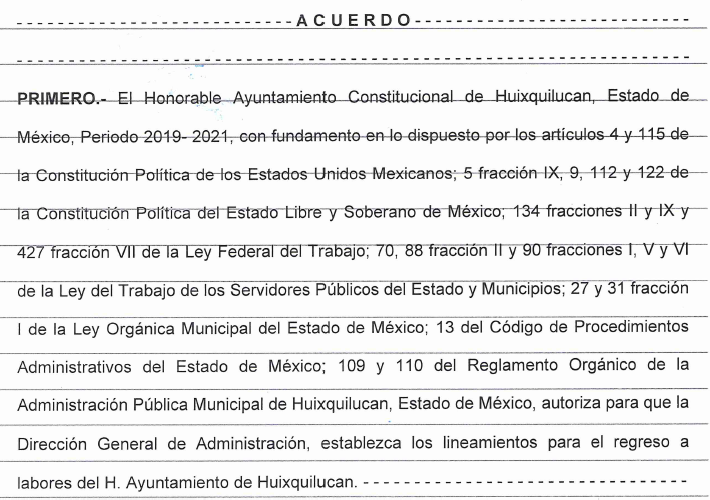 - - - - - - - - - - - - - - - - - - - - - - - - - - - - A C U E R D O - - - - - - - - - - - - - - - - - - - - - - - - - - - -
- - - - - - - - - - - - - - - - - - - - - - - - - - - - - - - - - - - - - - - - - - - - - - - - - - - - - - - - - - - - - - - - - - -
PRIMERO.- El Honorable Ayuntamiento Constitucional de Huixquilucan, Estado de
México, Periodo 2019- 2021, con fundamento en lo dispuesto por los artículos 4 y 115 de
la Constitución Política de los Estados Unidos Mexicanos; 5 fracción IX, 9, 112 y 122 de
la Constitución Política del Estado Libre y Soberano de México; 134 fracciones II y IX y
427 fracción VII de la Ley Federal del Trabajo; 70, 88 fracción II y 90 fracciones I, V y VI
de la Ley del Trabajo de los Servidores Públicos del Estado y Municipios; 27 y 31 fracción
I de la Ley Orgánica Municipal del Estado de México; 13 del Código de Procedimientos
Administrativos del Estado de México; 109 y 110 del Reglamento Orgánico de la
Administración Pública Municipal de Huixquilucan, Estado de México, autoriza para que la
Dirección General de Administración, establezca los lineamientos para el regreso a
labores del H. Ayuntamiento de Huixquilucan. - - - - - - - - - - - - - - - - - - - - - - - - - - - - - - - - -